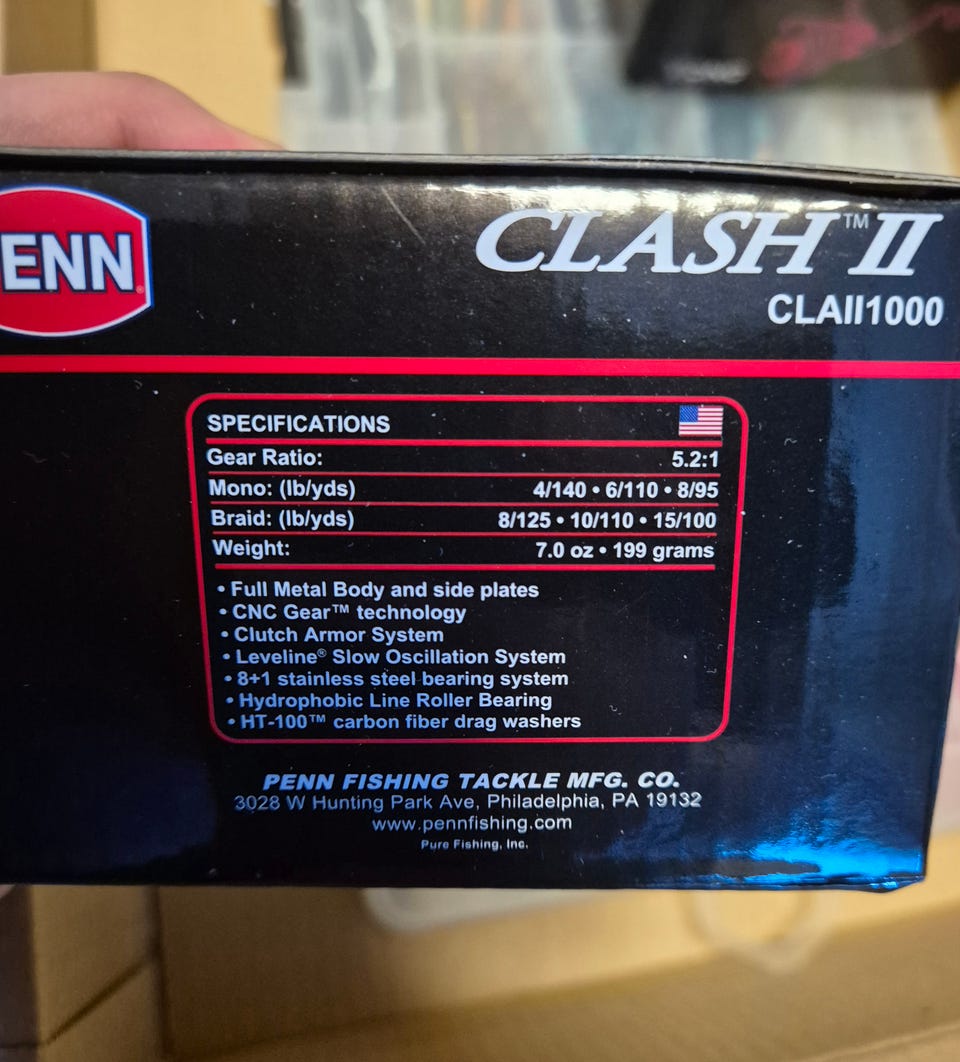 ENN
CLASH™ II
CLAII1000
SPECIFICATIONS
Gear Ratio: 5.2:1
Mono: (lb/yds) 4/140 • 6/110 • 8/95
Braid: (lb/yds) 8/125 • 10/110 • 15/100
Weight: 7.0 oz • 199 grams
• Full Metal Body and side plates
• CNC Gear™ technology
• Clutch Armor System
• Leveline® Slow Oscillation System
• 8+1 stainless steel bearing system
• Hydrophobic Line Roller Bearing
• HT-100™ carbon fiber drag washers
PENN FISHING TACKLE MFG. CO.
3028 W Hunting Park Ave, Philadelphia, PA 19132
www.pennfishing.com
Pure Fishing, Inc.